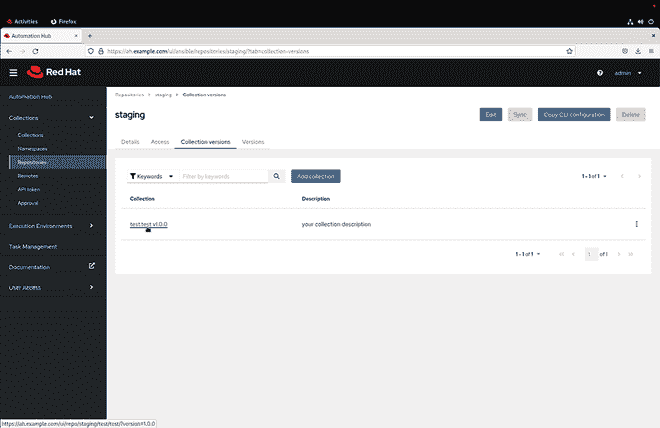 Activities Firefox
Automation Hub
https://ah.example.com/ui/ansible/repositories/staging/?tab=collection-versions
Red Hat
admin
Automation Hub
Collections
Collections
Namespaces
Repositories
Remotes
API token
Approval
Execution Environments
Task Management
Documentation
User Access
Repositories staging Collection versions
staging
Edit Sync Copy CLI configuration Delete
Details Access Collection versions Versions
Keywords Filter by keywords Add collection 1 - 1 of 1
Collection Description
test.test v1.0.0 your collection description
1 - 1 of 1 1 of 1
https://ah.example.com/ui/repo/staging/test/test/?version=1.0.0